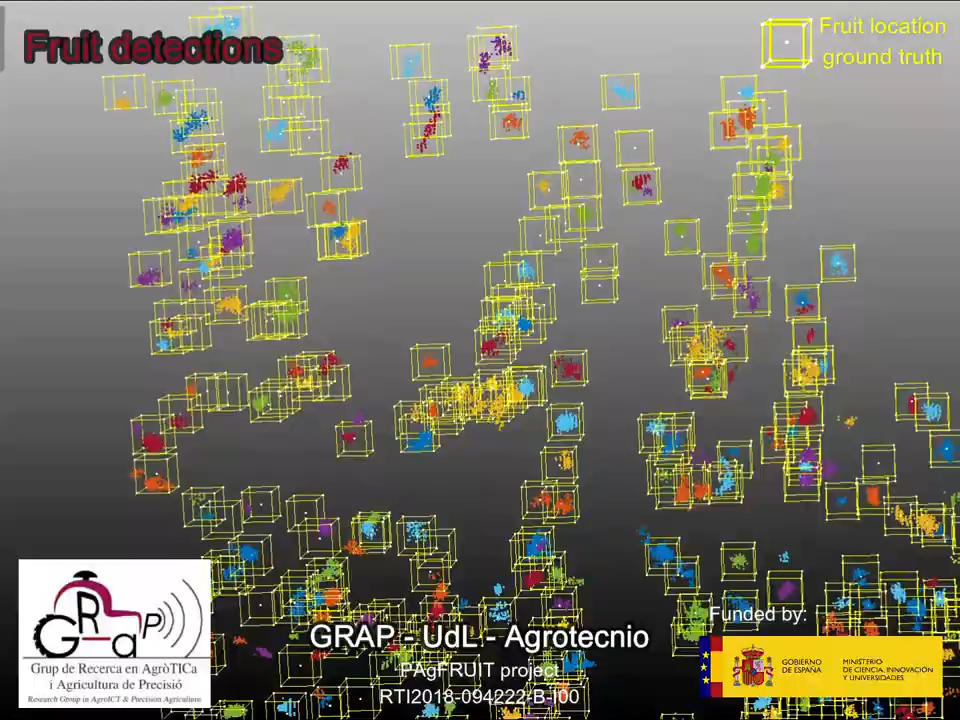 Fruit detections
Fruit location
ground truth
GRAP
Grup de Recerca en AgròTICa
i Agricultura de Precisió
Research Group in AgroICT & Precision Agriculture
GRAP - UdL - Agrotecnio
PAgFRUIT project
RTI2018-094222-B-I00
Funded by:
GOBIERNO
DE ESPAÑA
MINISTERIO
DE CIENCIA, INNOVACIÓN
Y UNIVERSIDADES